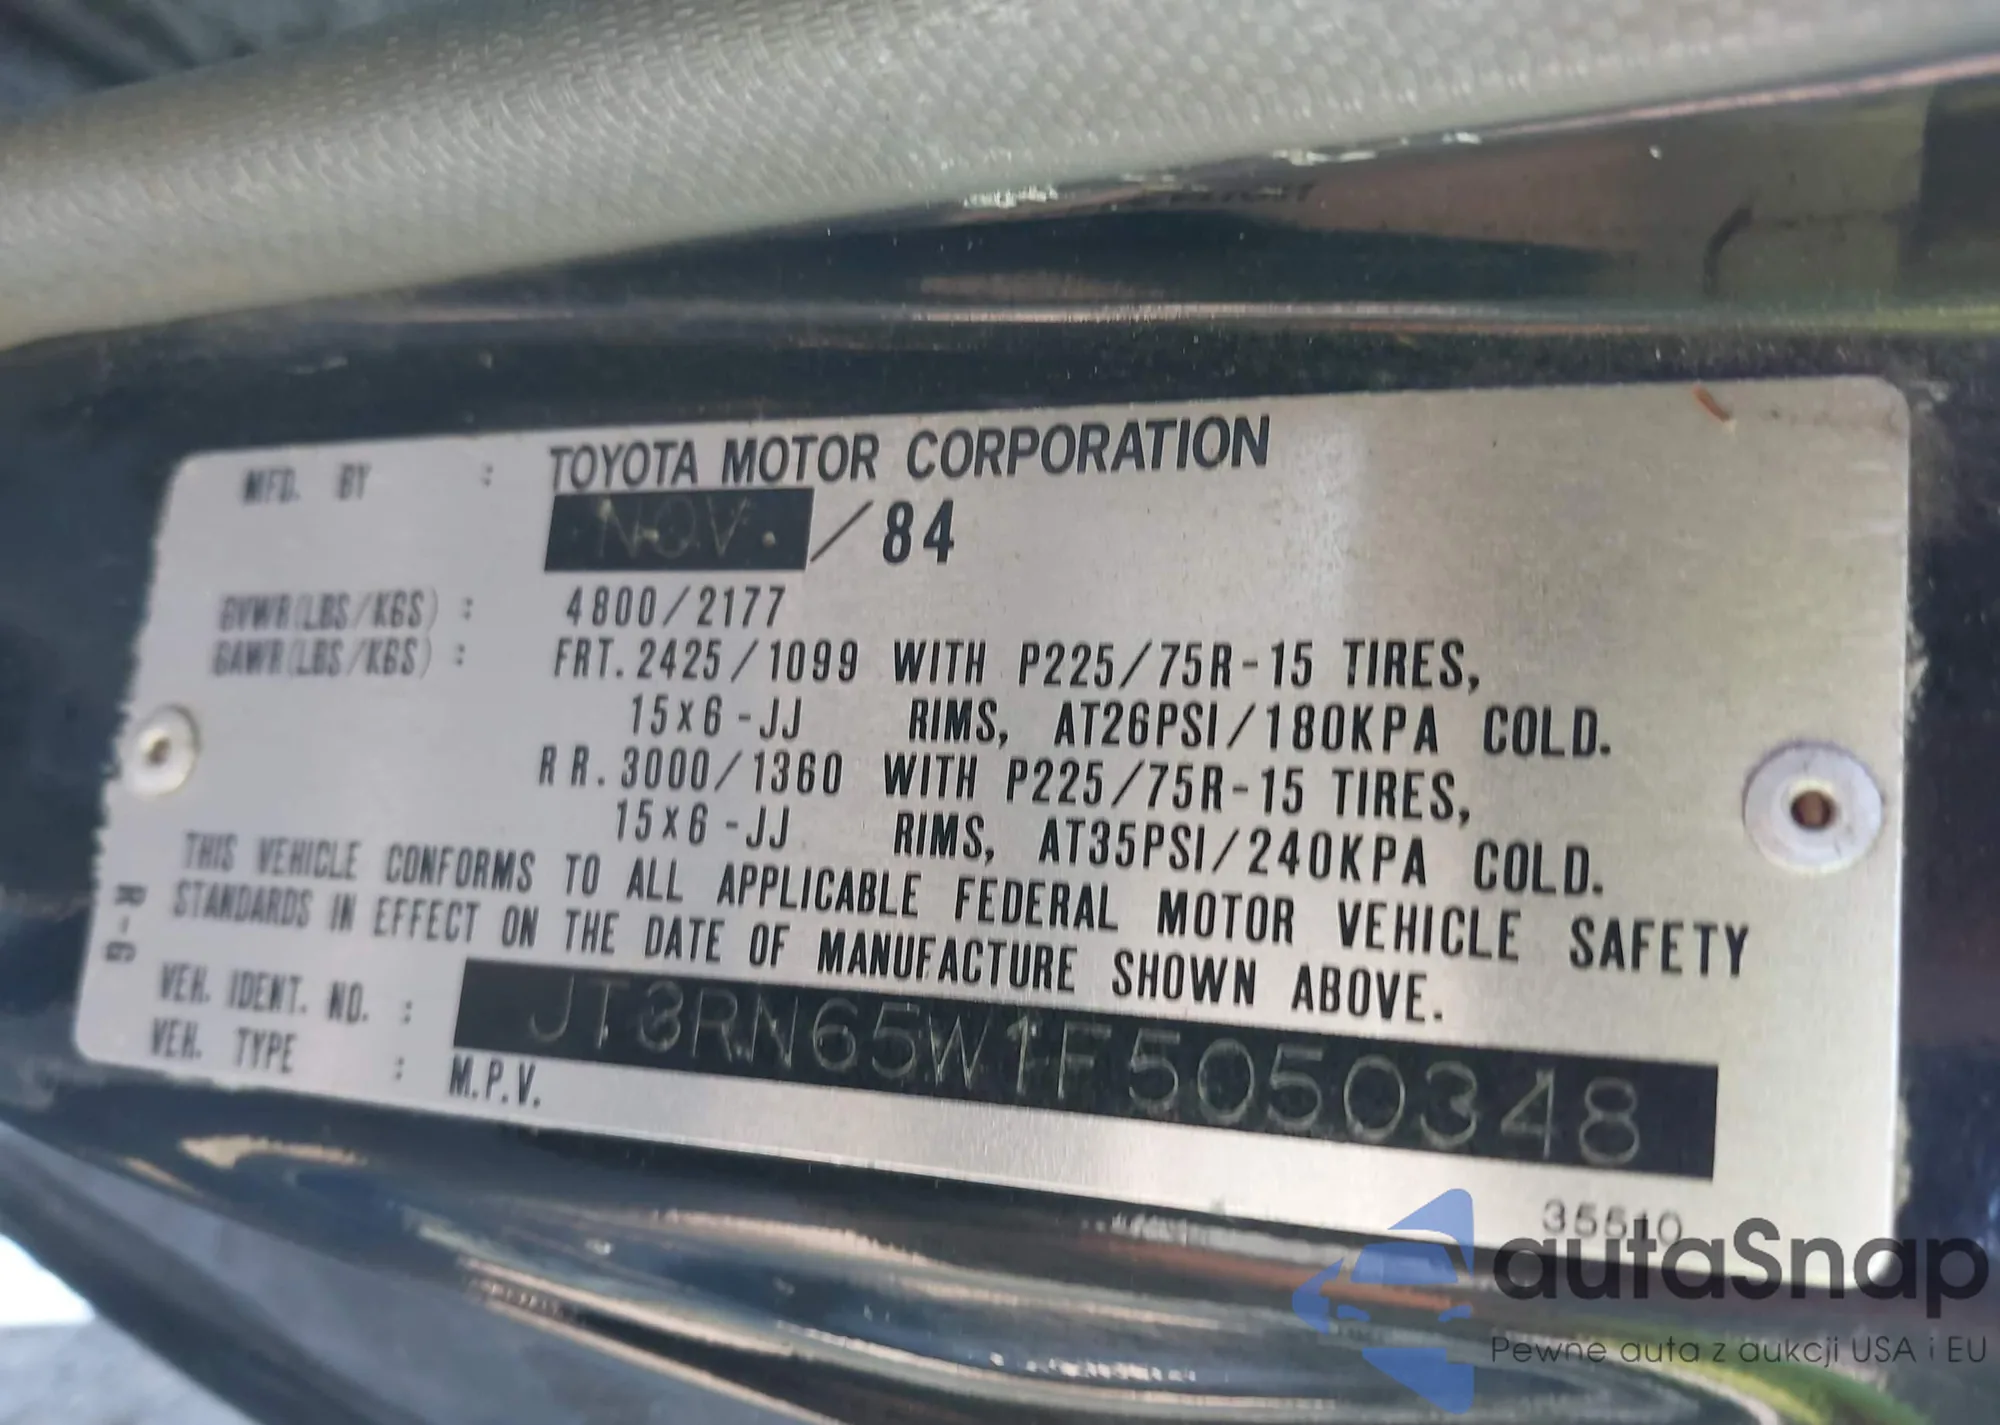 MFD. BY : TOYOTA MOTOR CORPORATION
NOV. / 84
GVWR(LBS/KGS) : 4800/2177
GAWR(LBS/KGS) : FRT. 2425/1099 WITH P225/75R-15 TIRES,
15x6-JJ RIMS, AT26PSI/180KPA COLD.
RR. 3000/1360 WITH P225/75R-15 TIRES,
15x6-JJ RIMS, AT35PSI/240KPA COLD.
THIS VEHICLE CONFORMS TO ALL APPLICABLE FEDERAL MOTOR VEHICLE SAFETY
STANDARDS IN EFFECT ON THE DATE OF MANUFACTURE SHOWN ABOVE.
R-G
VEH. IDENT. NO. : JT3RN65W1F5050348
VEH. TYPE : M.P.V.
35510
autaSnap
Pewne auta z aukcji USA i EU